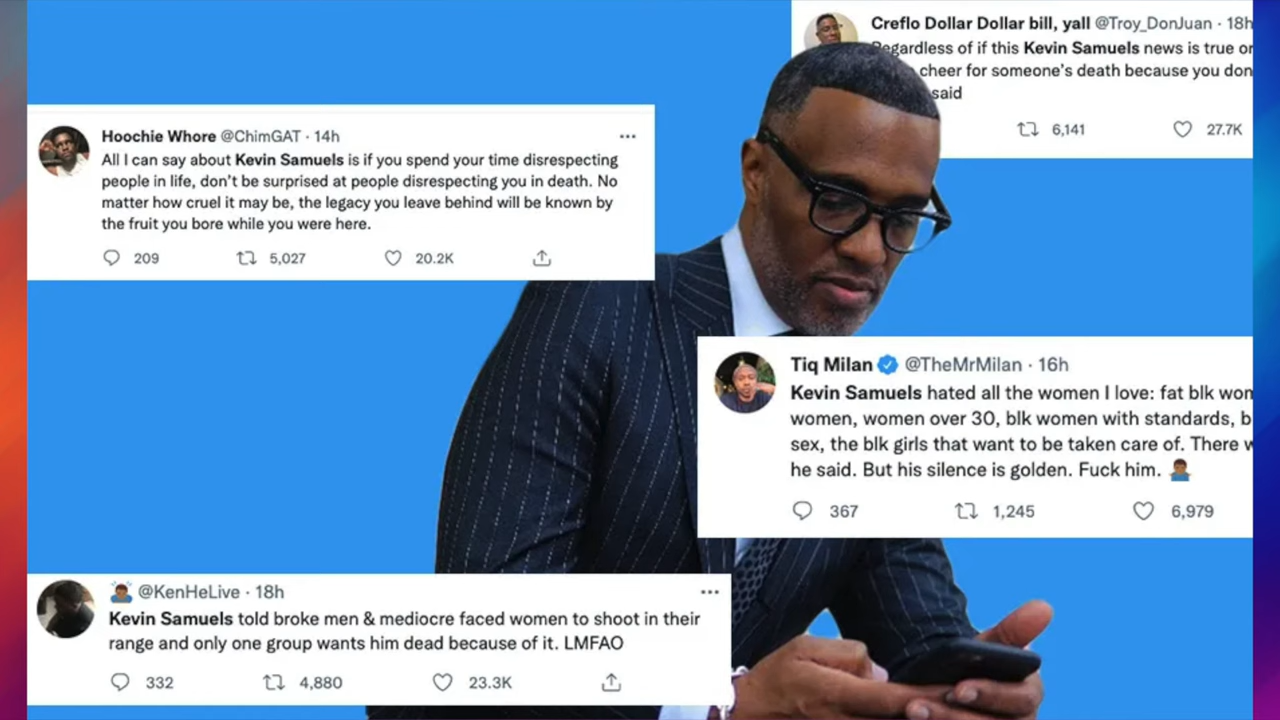 Creflo Dollar Dollar bill, yall @Troy_DonJuan · 18h
Regardless of if this Kevin Samuels news is true or
cheer for someone's death because you don
said
6,141 27.7K
Hoochie Whore @ChimGAT · 14h
All I can say about Kevin Samuels is if you spend your time disrespecting
people in life, don't be surprised at people disrespecting you in death. No
matter how cruel it may be, the legacy you leave behind will be known by
the fruit you bore while you were here.
209 5,027 20.2K
Tiq Milan @TheMrMilan · 16h
Kevin Samuels hated all the women I love: fat blk wom
women, women over 30, blk women with standards, b
sex, the blk girls that want to be taken care of. There w
he said. But his silence is golden. Fuck him. 🤷🏾‍♂️
367 1,245 6,979
@KenHeLive · 18h
Kevin Samuels told broke men & mediocre faced women to shoot in their
range and only one group wants him dead because of it. LMFAO
332 4,880 23.3K